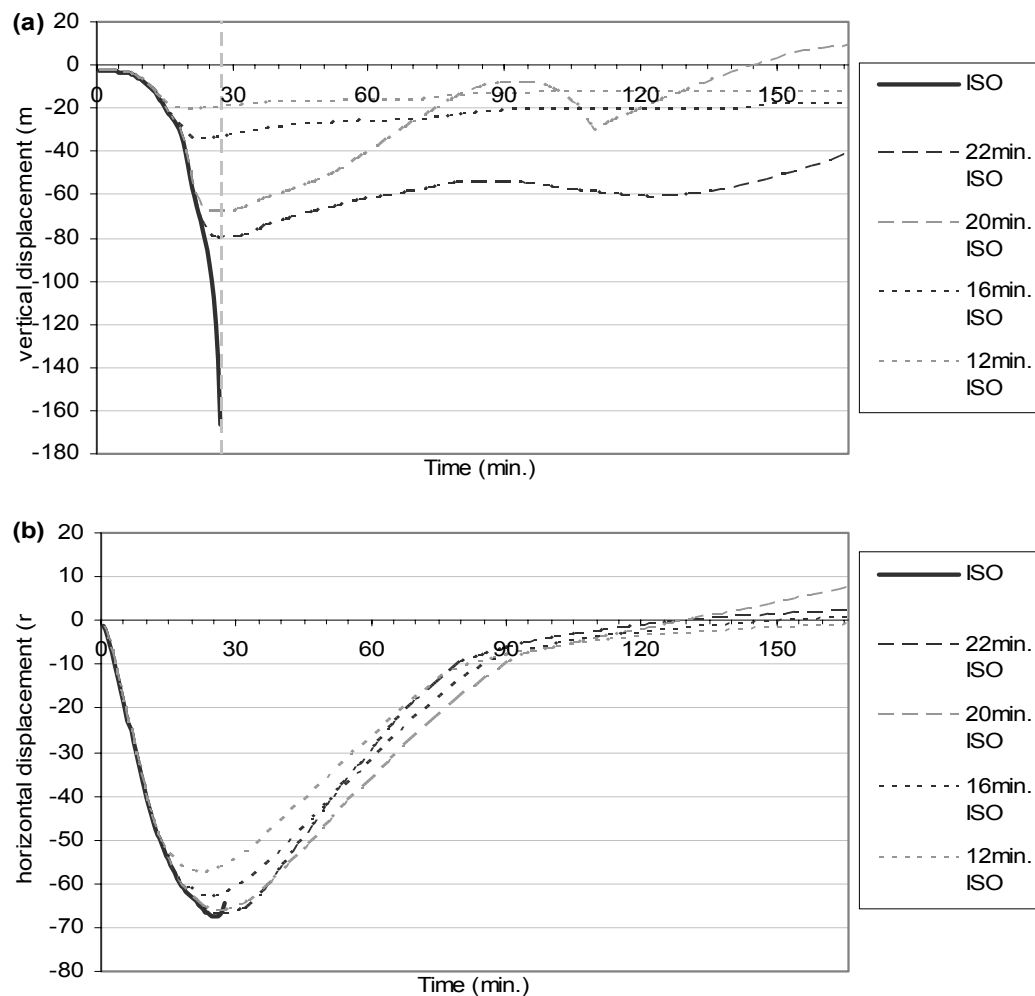 (a)
20
0
-20
-40
-60
-80
-100
-120
-140
-160
-180
vertical displacement (m
0 30 60 90 120 150
Time (min.)
ISO
22min.
ISO
20min.
ISO
16min.
ISO
12min.
ISO
(b)
20
10
0
-10
-20
-30
-40
-50
-60
-70
-80
horizontal displacement (r
0 30 60 90 120 150
Time (min.)
ISO
22min.
ISO
20min.
ISO
16min.
ISO
12min.
ISO